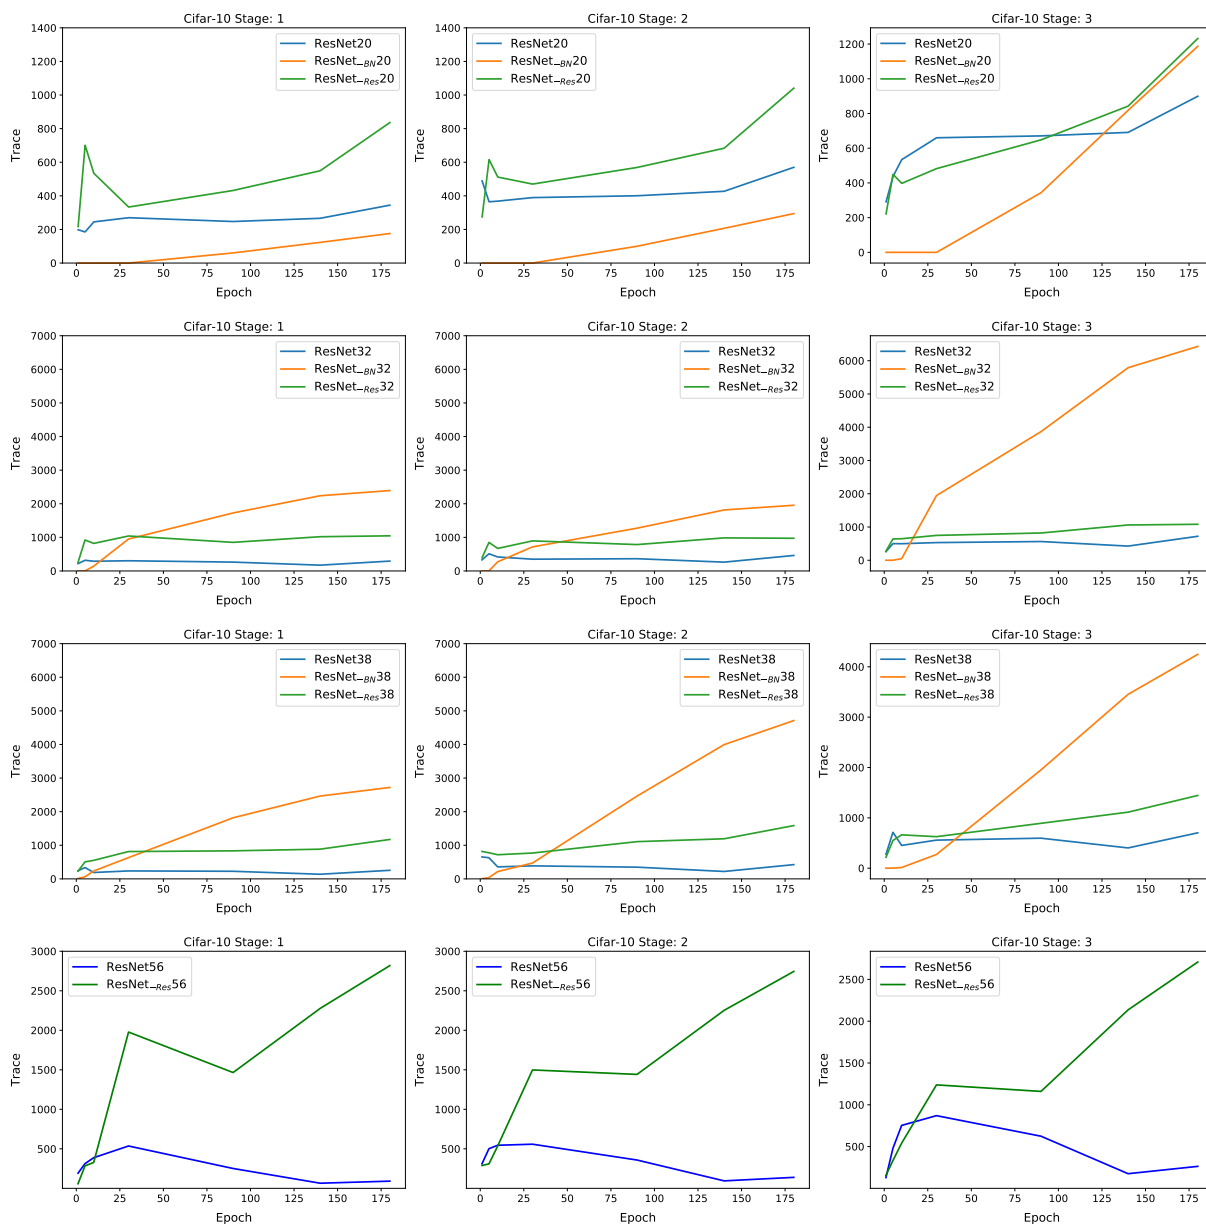 Cifar-10 Stage: 1
1400
1200
1000
800
600
400
200
0
Trace
ResNet20
ResNet_BN20
ResNet_Res20
0 25 50 75 100 125 150 175
Epoch
Cifar-10 Stage: 2
1400
1200
1000
800
600
400
200
0
Trace
ResNet20
ResNet_BN20
ResNet_Res20
0 25 50 75 100 125 150 175
Epoch
Cifar-10 Stage: 3
1200
1000
800
600
400
200
0
Trace
ResNet20
ResNet_BN20
ResNet_Res20
0 25 50 75 100 125 150 175
Epoch
Cifar-10 Stage: 1
7000
6000
5000
4000
3000
2000
1000
0
Trace
ResNet32
ResNet_BN32
ResNet_Res32
0 25 50 75 100 125 150 175
Epoch
Cifar-10 Stage: 2
7000
6000
5000
4000
3000
2000
1000
0
Trace
ResNet32
ResNet_BN32
ResNet_Res32
0 25 50 75 100 125 150 175
Epoch
Cifar-10 Stage: 3
6000
5000
4000
3000
2000
1000
0
Trace
ResNet32
ResNet_BN32
ResNet_Res32
0 25 50 75 100 125 150 175
Epoch
Cifar-10 Stage: 1
7000
6000
5000
4000
3000
2000
1000
0
Trace
ResNet38
ResNet_BN38
ResNet_Res38
0 25 50 75 100 125 150 175
Epoch
Cifar-10 Stage: 2
7000
6000
5000
4000
3000
2000
1000
0
Trace
ResNet38
ResNet_BN38
ResNet_Res38
0 25 50 75 100 125 150 175
Epoch
Cifar-10 Stage: 3
4000
3000
2000
1000
0
Trace
ResNet38
ResNet_BN38
ResNet_Res38
0 25 50 75 100 125 150 175
Epoch
Cifar-10 Stage: 1
3000
2500
2000
1500
1000
500
Trace
ResNet56
ResNet_Res56
0 25 50 75 100 125 150 175
Epoch
Cifar-10 Stage: 2
3000
2500
2000
1500
1000
500
Trace
ResNet56
ResNet_Res56
0 25 50 75 100 125 150 175
Epoch
Cifar-10 Stage: 3
2500
2000
1500
1000
500
Trace
ResNet56
ResNet_Res56
0 25 50 75 100 125 150 175
Epoch